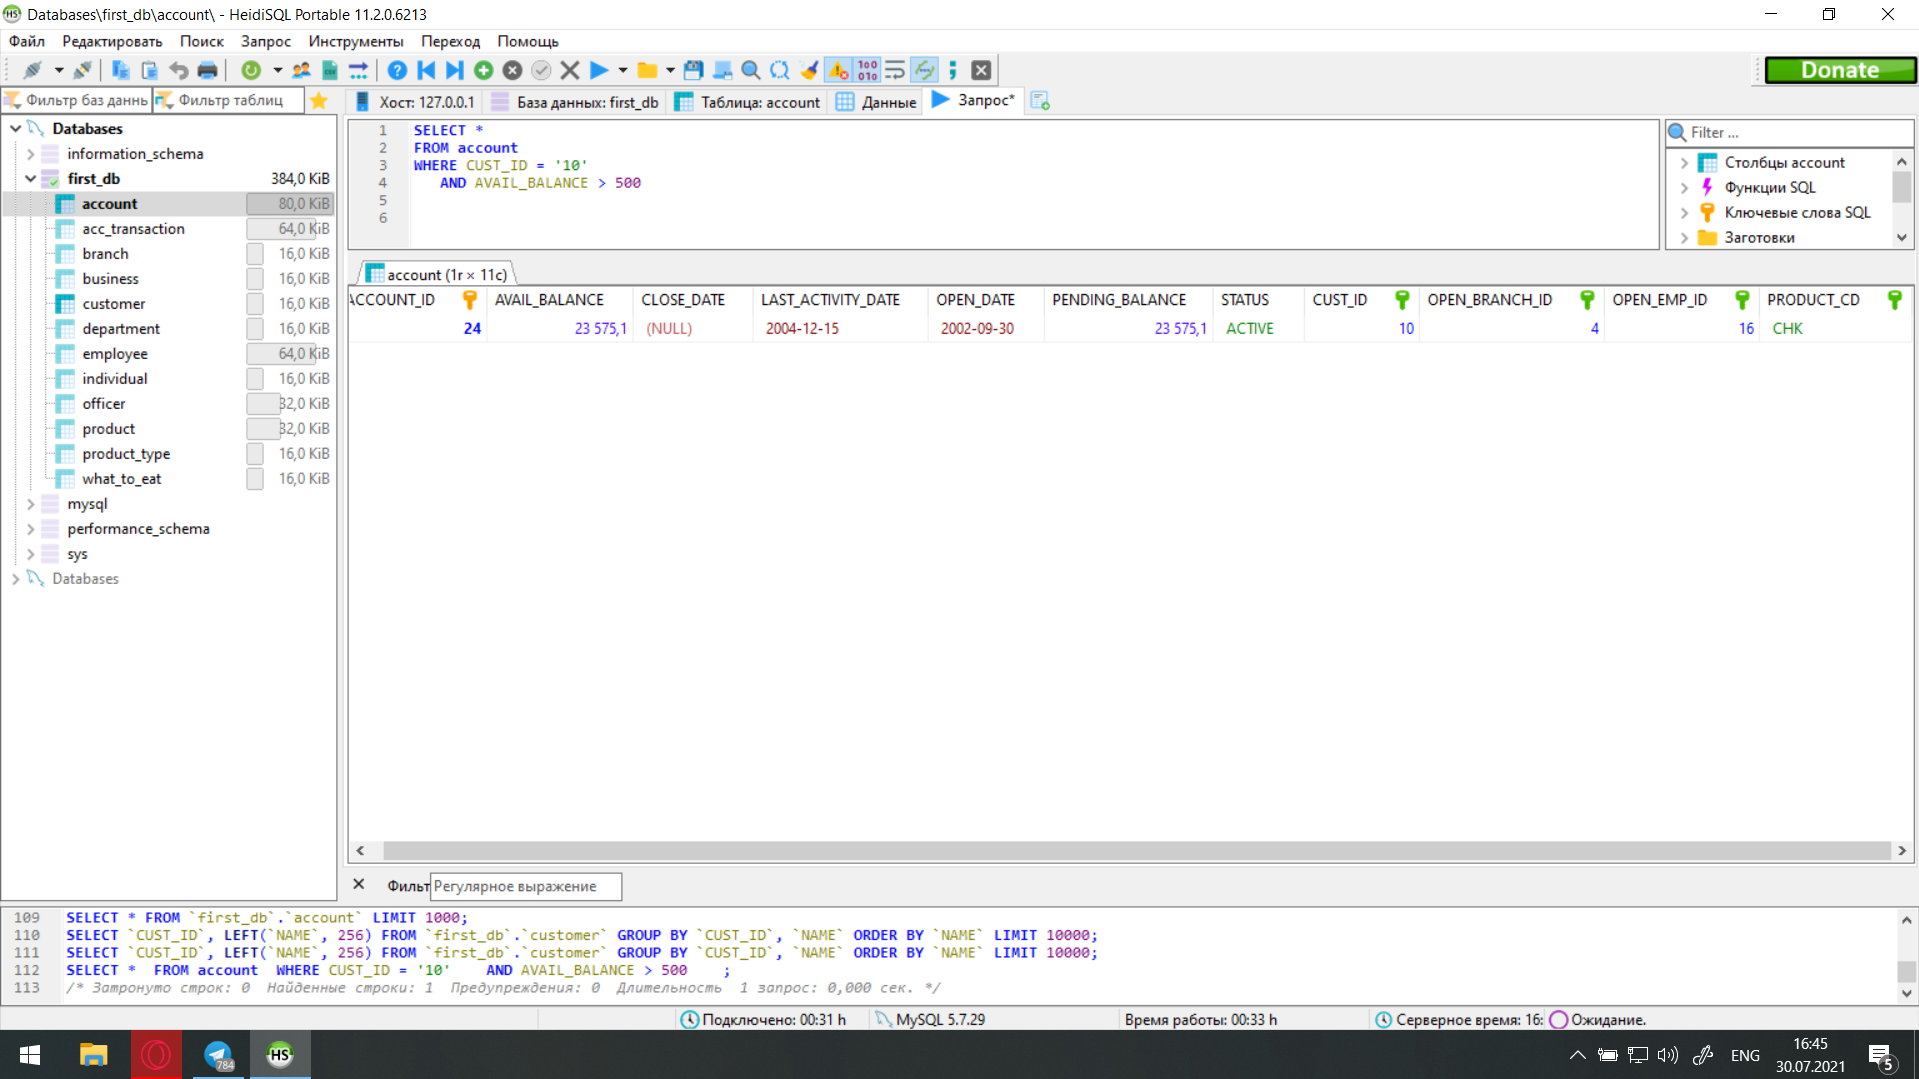 Databases\first_db\account\ - HeidiSQL Portable 11.2.0.6213
Файл Редактировать Поиск Запрос Инструменты Переход Помощь
Donate
Фильтр баз даннь Фильтр таблиц
Хост: 127.0.0.1 База данных: first_db Таблица: account Данные Запрос*
Databases
information_schema
first_db 384,0 KiB
account 80,0 KiB
acc_transaction 64,0 KiB
branch 16,0 KiB
business 16,0 KiB
customer 16,0 KiB
department 16,0 KiB
employee 64,0 KiB
individual 16,0 KiB
officer 32,0 KiB
product 32,0 KiB
product_type 16,0 KiB
what_to_eat 16,0 KiB
mysql
performance_schema
sys
Databases
1 SELECT *
2 FROM account
3 WHERE CUST_ID = '10'
4 AND AVAIL_BALANCE > 500
5
6
Filter ...
Столбцы account
Функции SQL
Ключевые слова SQL
Заготовки
account (1r × 11c)
ACCOUNT_ID AVAIL_BALANCE CLOSE_DATE LAST_ACTIVITY_DATE OPEN_DATE PENDING_BALANCE STATUS CUST_ID OPEN_BRANCH_ID OPEN_EMP_ID PRODUCT_CD
24 23 575,1 (NULL) 2004-12-15 2002-09-30 23 575,1 ACTIVE 10 4 16 CHK
Фильт Регулярное выражение
109 SELECT * FROM `first_db`.`account` LIMIT 1000;
110 SELECT `CUST_ID`, LEFT(`NAME`, 256) FROM `first_db`.`customer` GROUP BY `CUST_ID`, `NAME` ORDER BY `NAME` LIMIT 10000;
111 SELECT `CUST_ID`, LEFT(`NAME`, 256) FROM `first_db`.`customer` GROUP BY `CUST_ID`, `NAME` ORDER BY `NAME` LIMIT 10000;
112 SELECT * FROM account WHERE CUST_ID = '10' AND AVAIL_BALANCE > 500 ;
113 /* Затронуто строк: 0 Найденные строки: 1 Предупреждения: 0 Длительность 1 запрос: 0,000 сек. */
Подключено: 00:31 h MySQL 5.7.29 Время работы: 00:33 h Серверное время: 16: Ожидание.
784 HS ENG 16:45
30.07.2021 5